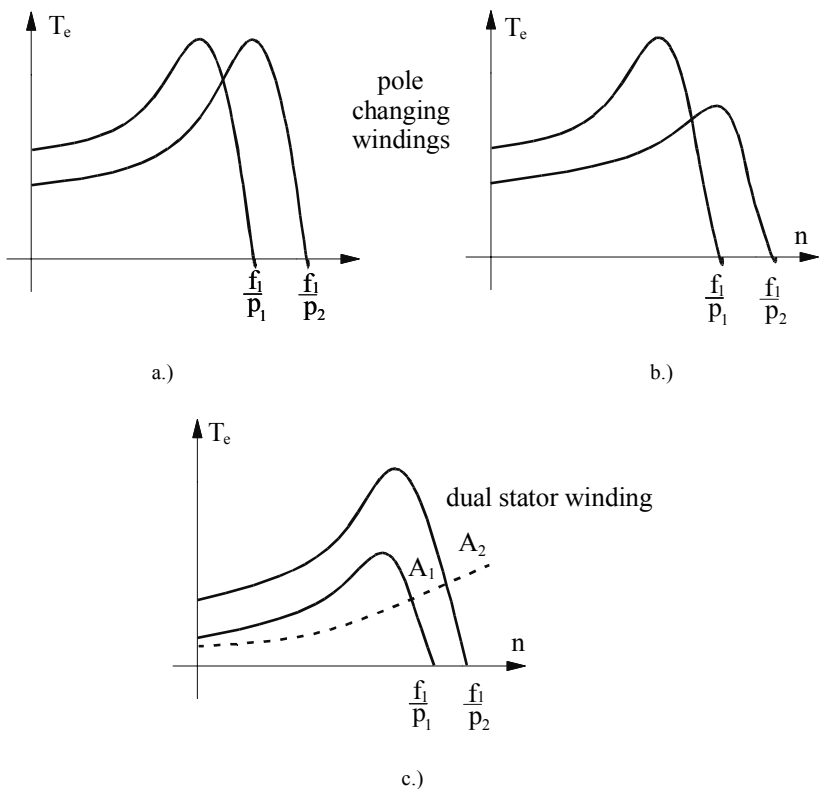 Te
pole
changing
windings
f1
p1
f1
p2
a.)
Te
n
f1
p1
f1
p2
b.)
Te
dual stator winding
A1
A2
n
f1
p1
f1
p2
c.)